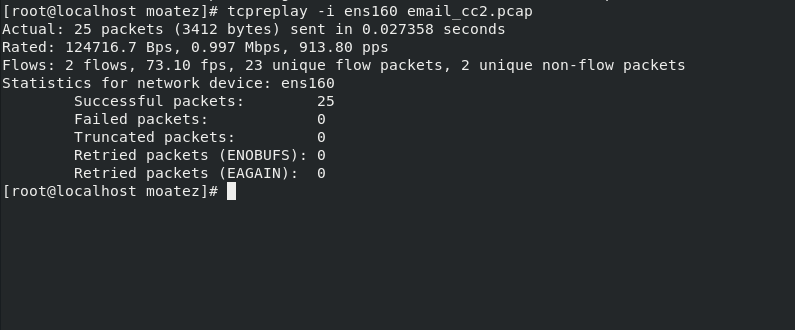 [root@localhost moatez]# tcpreplay -i ens160 email_cc2.pcap
Actual: 25 packets (3412 bytes) sent in 0.027358 seconds
Rated: 124716.7 Bps, 0.997 Mbps, 913.80 pps
Flows: 2 flows, 73.10 fps, 23 unique flow packets, 2 unique non-flow packets
Statistics for network device: ens160
        Successful packets:        25
        Failed packets:            0
        Truncated packets:         0
        Retried packets (ENOBUFS): 0
        Retried packets (EAGAIN):  0
[root@localhost moatez]#